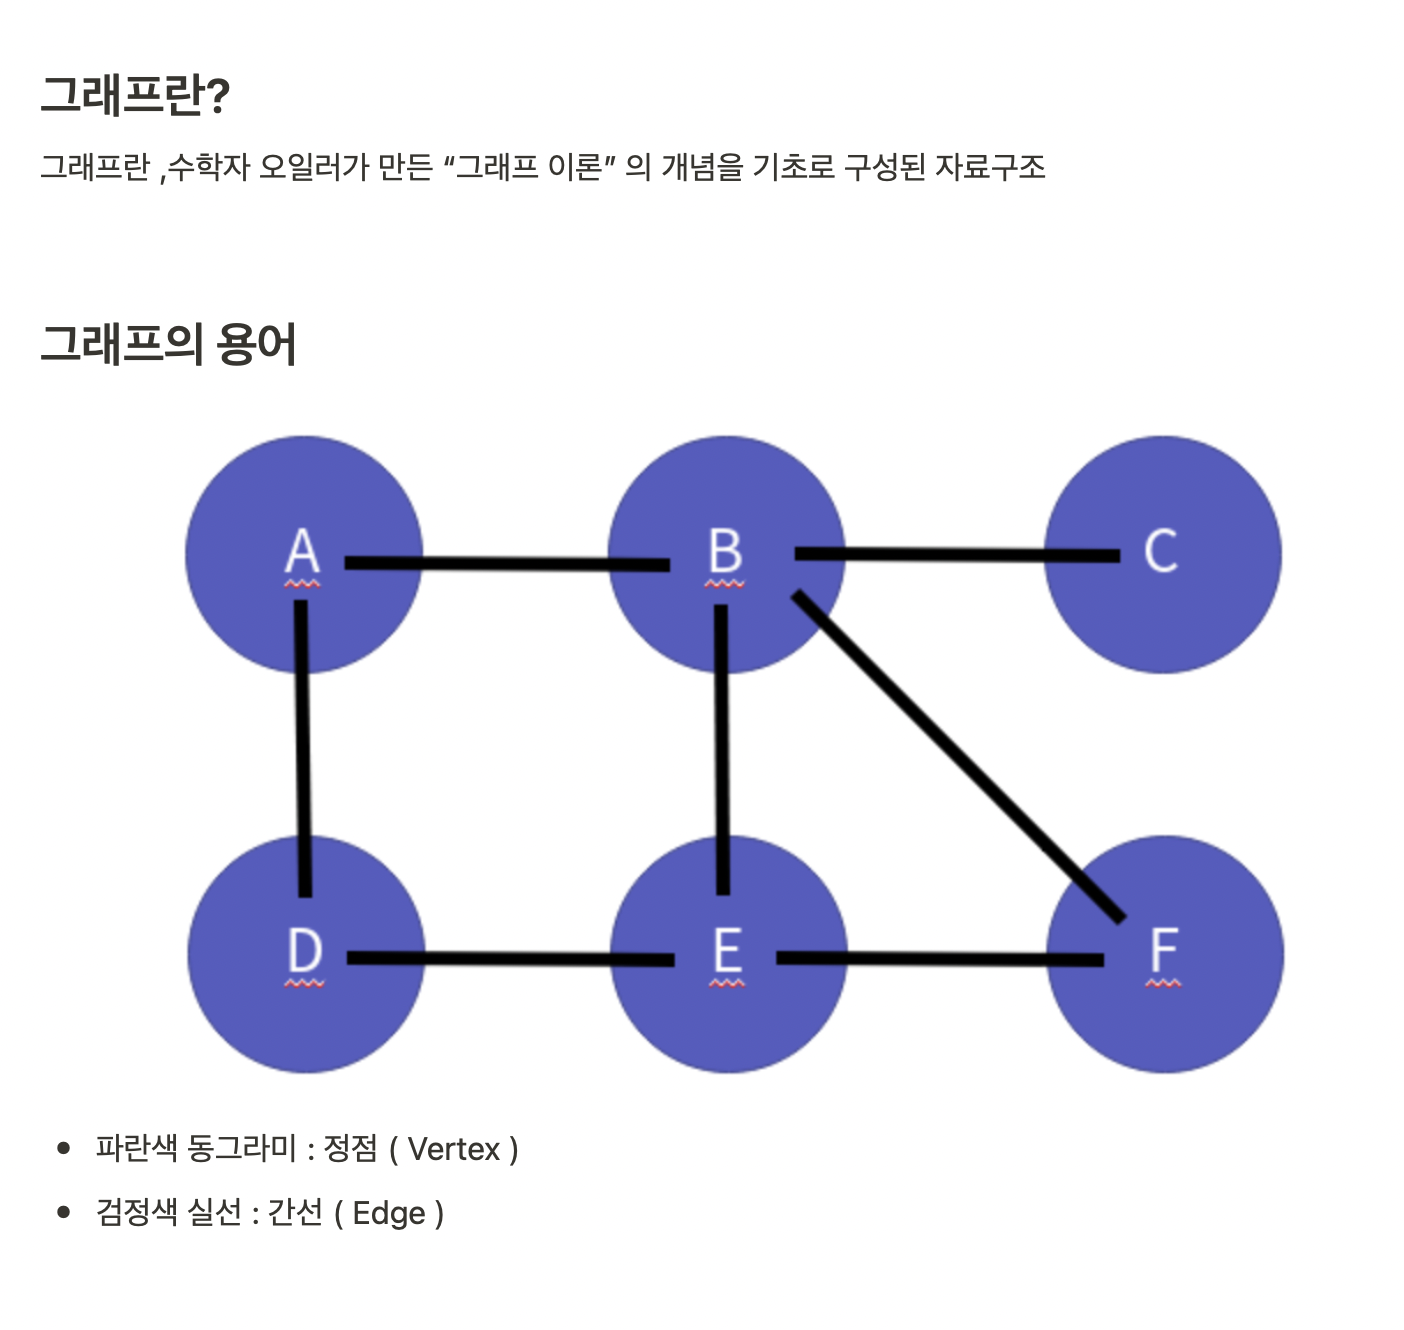 그래프란?
그래프란 ,수학자 오일러가 만든 “그래프 이론” 의 개념을 기초로 구성된 자료구조
그래프의 용어
A
B
C
D
E
F
• 파란색 동그라미 : 정점 ( Vertex )
• 검정색 실선 : 간선 ( Edge )